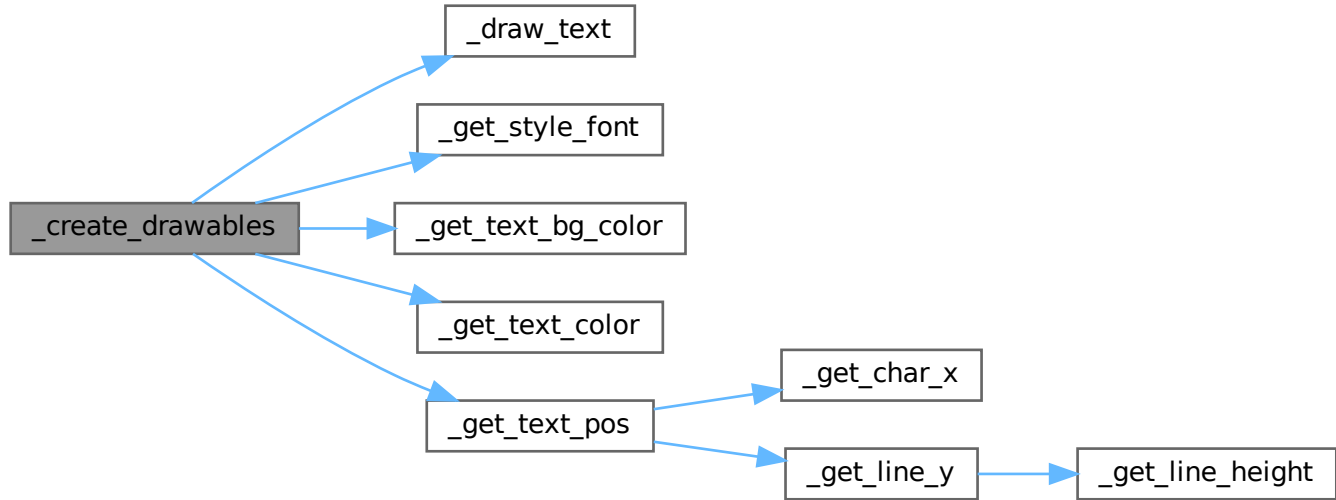 _draw_text
_get_style_font
_create_drawables
_get_text_bg_color
_get_text_color
_get_char_x
_get_text_pos
_get_line_y
_get_line_height